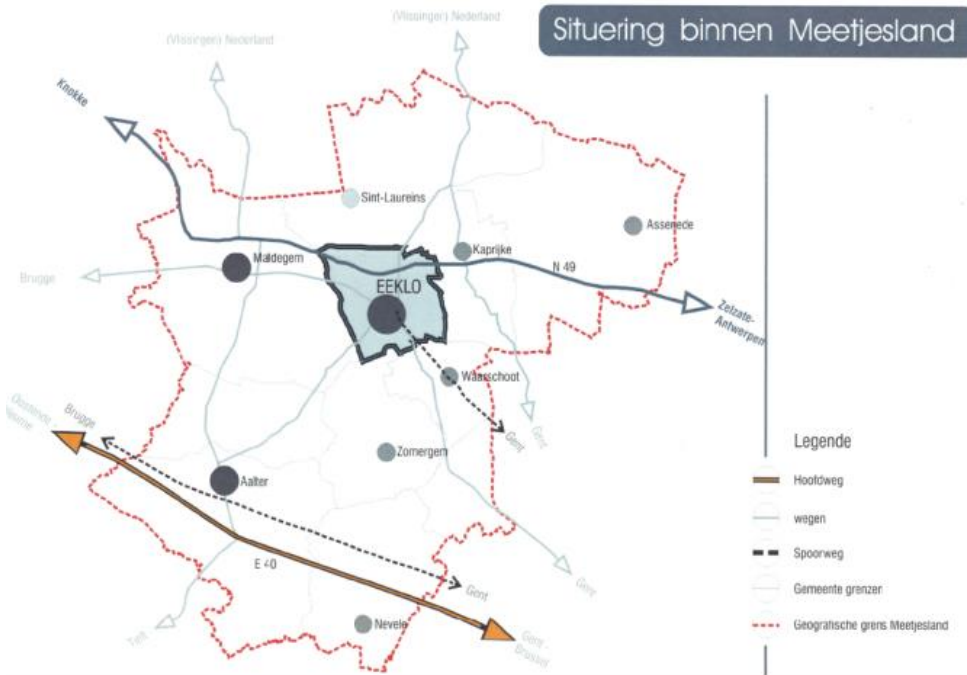 Situering binnen Meetjesland
(Vlissingen) Nederland
(Vlissingen) Nederland
Knokke
Sint-Laureins
Assenede
Kaprijke
Maldegem
N 49
Brugge
EEKLO
Zelzate-
Antwerpen
Waarschoot
Oostende
Brugge
Gent
Gent
Zomergem
Aalter
E 40
Gent
Gent
Tielt
Nevele
Gent -
Brussel
Legende
Hoofdweg
wegen
Spoorweg
Gemeente grenzen
Geografische grens Meetjesland